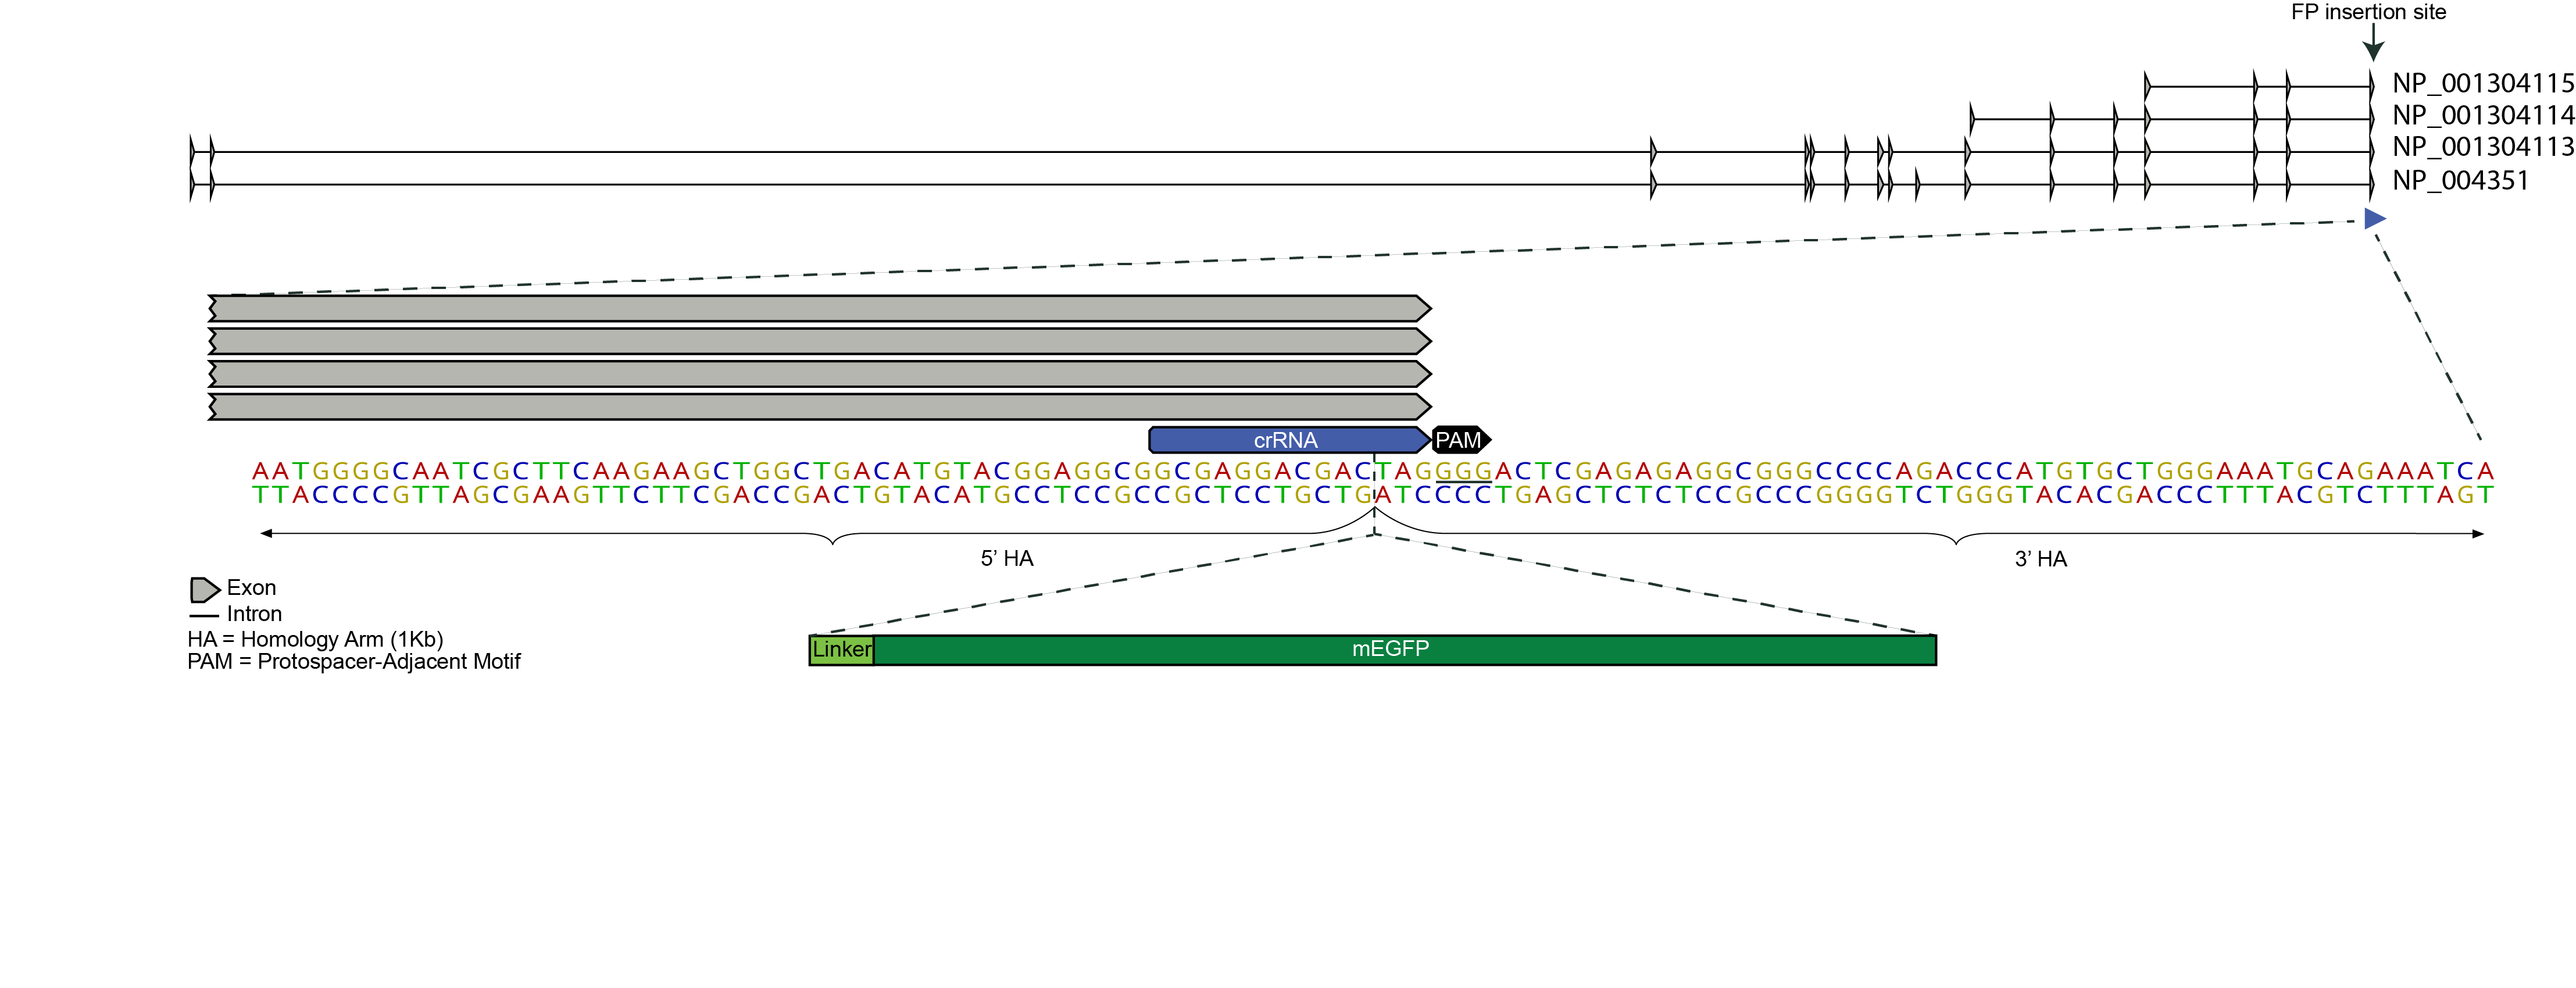 FP insertion site
NP_001304115
NP_001304114
NP_001304113
NP_004351
crRNA
PAM
AATGGGGCAATCGCTTCAAGAAGCTGGCTGACATGTACGGAGGCGGCGAGGACGACTAGGGGACTCGAGAGAGGCGGGCCCCAGACCCATGTGCTGGGAAATGCAGAAATCA
TTACCCCGTTAGCGAAGTTCTTCGACCGACTGTACATGCCTCCGCCGCTCCTGCTGATCCCCTGAGCTCTCTCCGCCCGGGGTCTGGGTACACGACCCTTTACGTCTTTAGT
5’ HA
3’ HA
Exon
Intron
HA = Homology Arm (1Kb)
PAM = Protospacer-Adjacent Motif
Linker
mEGFP